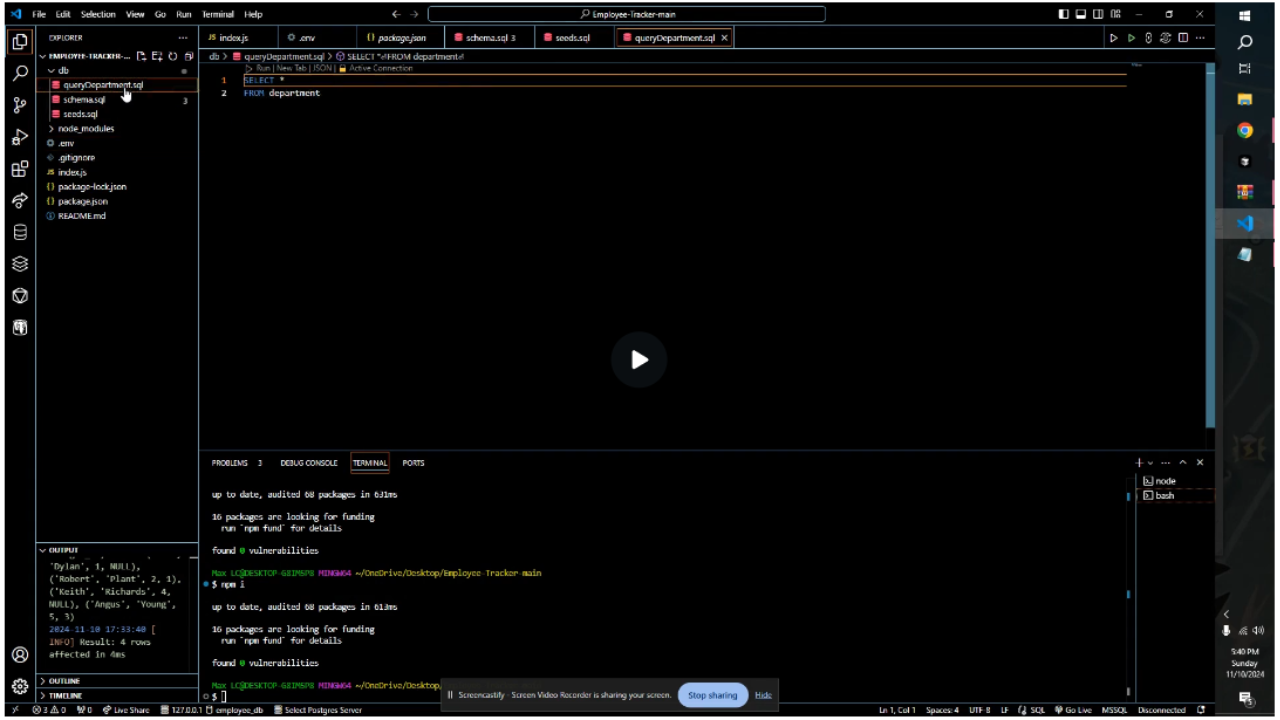 File Edit Selection View Go Run Terminal Help
Employee-Tracker-main
EXPLORER
index.js
.env
package.json
schema.sql 3
seeds.sql
queryDepartment.sql
EMPLOYEE-TRACKER-...
db
queryDepartment.sql
schema.sql 3
seeds.sql
node_modules
.env
.gitignore
index.js
package-lock.json
package.json
README.md
db > queryDepartment.sql > SELECT * FROM department
Run | New Tab | JSON | Active Connection
1 SELECT *
2 FROM department
PROBLEMS 3 DEBUG CONSOLE TERMINAL PORTS
up to date, audited 68 packages in 631ms
16 packages are looking for funding
run `npm fund` for details
found 0 vulnerabilities
Max LC@DESKTOP-G8IMSP8 MINGW64 ~/OneDrive/Desktop/Employee-Tracker-main
$ npm i
up to date, audited 68 packages in 613ms
16 packages are looking for funding
run `npm fund` for details
found 0 vulnerabilities
Max LC@DESKTOP-G8IMSP8 MINGW64 ~/OneDrive/Desktop
$
node
bash
OUTPUT
'Dylan', 1, NULL),
('Robert', 'Plant', 2, 1),
('Keith', 'Richards', 4,
NULL), ('Angus', 'Young',
5, 3)
2024-11-10 17:33:40 [
INFO] Result: 4 rows
affected in 4ms
OUTLINE
TIMELINE
Screencastify - Screen Video Recorder is sharing your screen.
Stop sharing
Hide
3 0 0 Live Share 127.0.0.1 employee_db Select Postgres Server
Ln 1, Col 1 Spaces: 4 UTF-8 LF SQL Go Live MSSQL Disconnected
5:40 PM
Sunday
11/10/2024